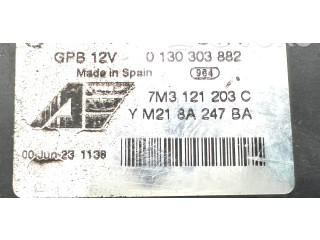 GPB 12V 0 130 303 882
Made in Spain 964
7M3 121 203 C
Y M21 8A 247 BA
00 Jun 23 1138